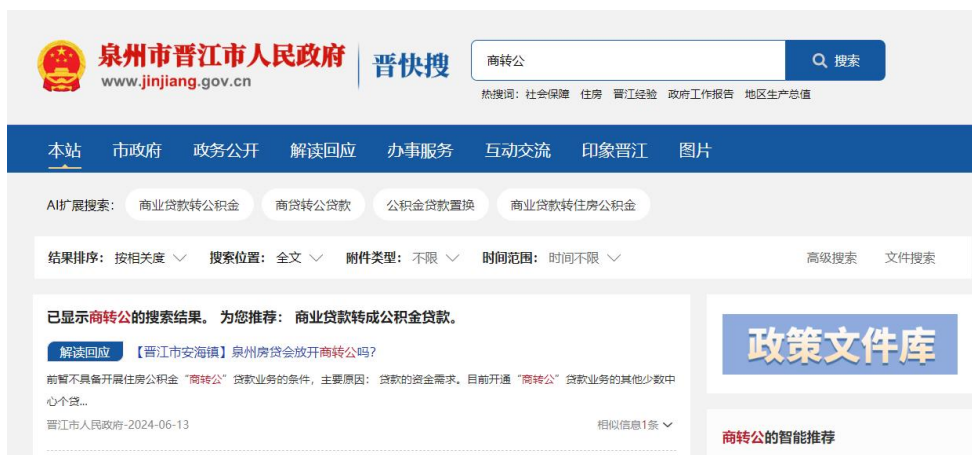 泉州市晋江市人民政府
www.jinjiang.gov.cn
晋快搜
商转公
搜索
热搜词：社会保障 住房 晋江经验 政府工作报告 地区生产总值
本站 市政府 政务公开 解读回应 办事服务 互动交流 印象晋江 图片
AI扩展搜索： 商业贷款转公积金 商贷转公贷款 公积金贷款置换 商业贷款转住房公积金
结果排序： 按相关度 搜索位置： 全文 附件类型： 不限 时间范围： 时间不限 高级搜索 文件搜索
已显示商转公的搜索结果。 为您推荐： 商业贷款转成公积金贷款。
解读回应 【晋江市安海镇】泉州房贷会放开商转公吗?
前暂不具备开展住房公积金“商转公”贷款业务的条件，主要原因： 贷款的资金需求。目前开通“商转公”贷款业务的其他少数中
心个贷...
晋江市人民政府-2024-06-13 相似信息1条
政策文件库
商转公的智能推荐